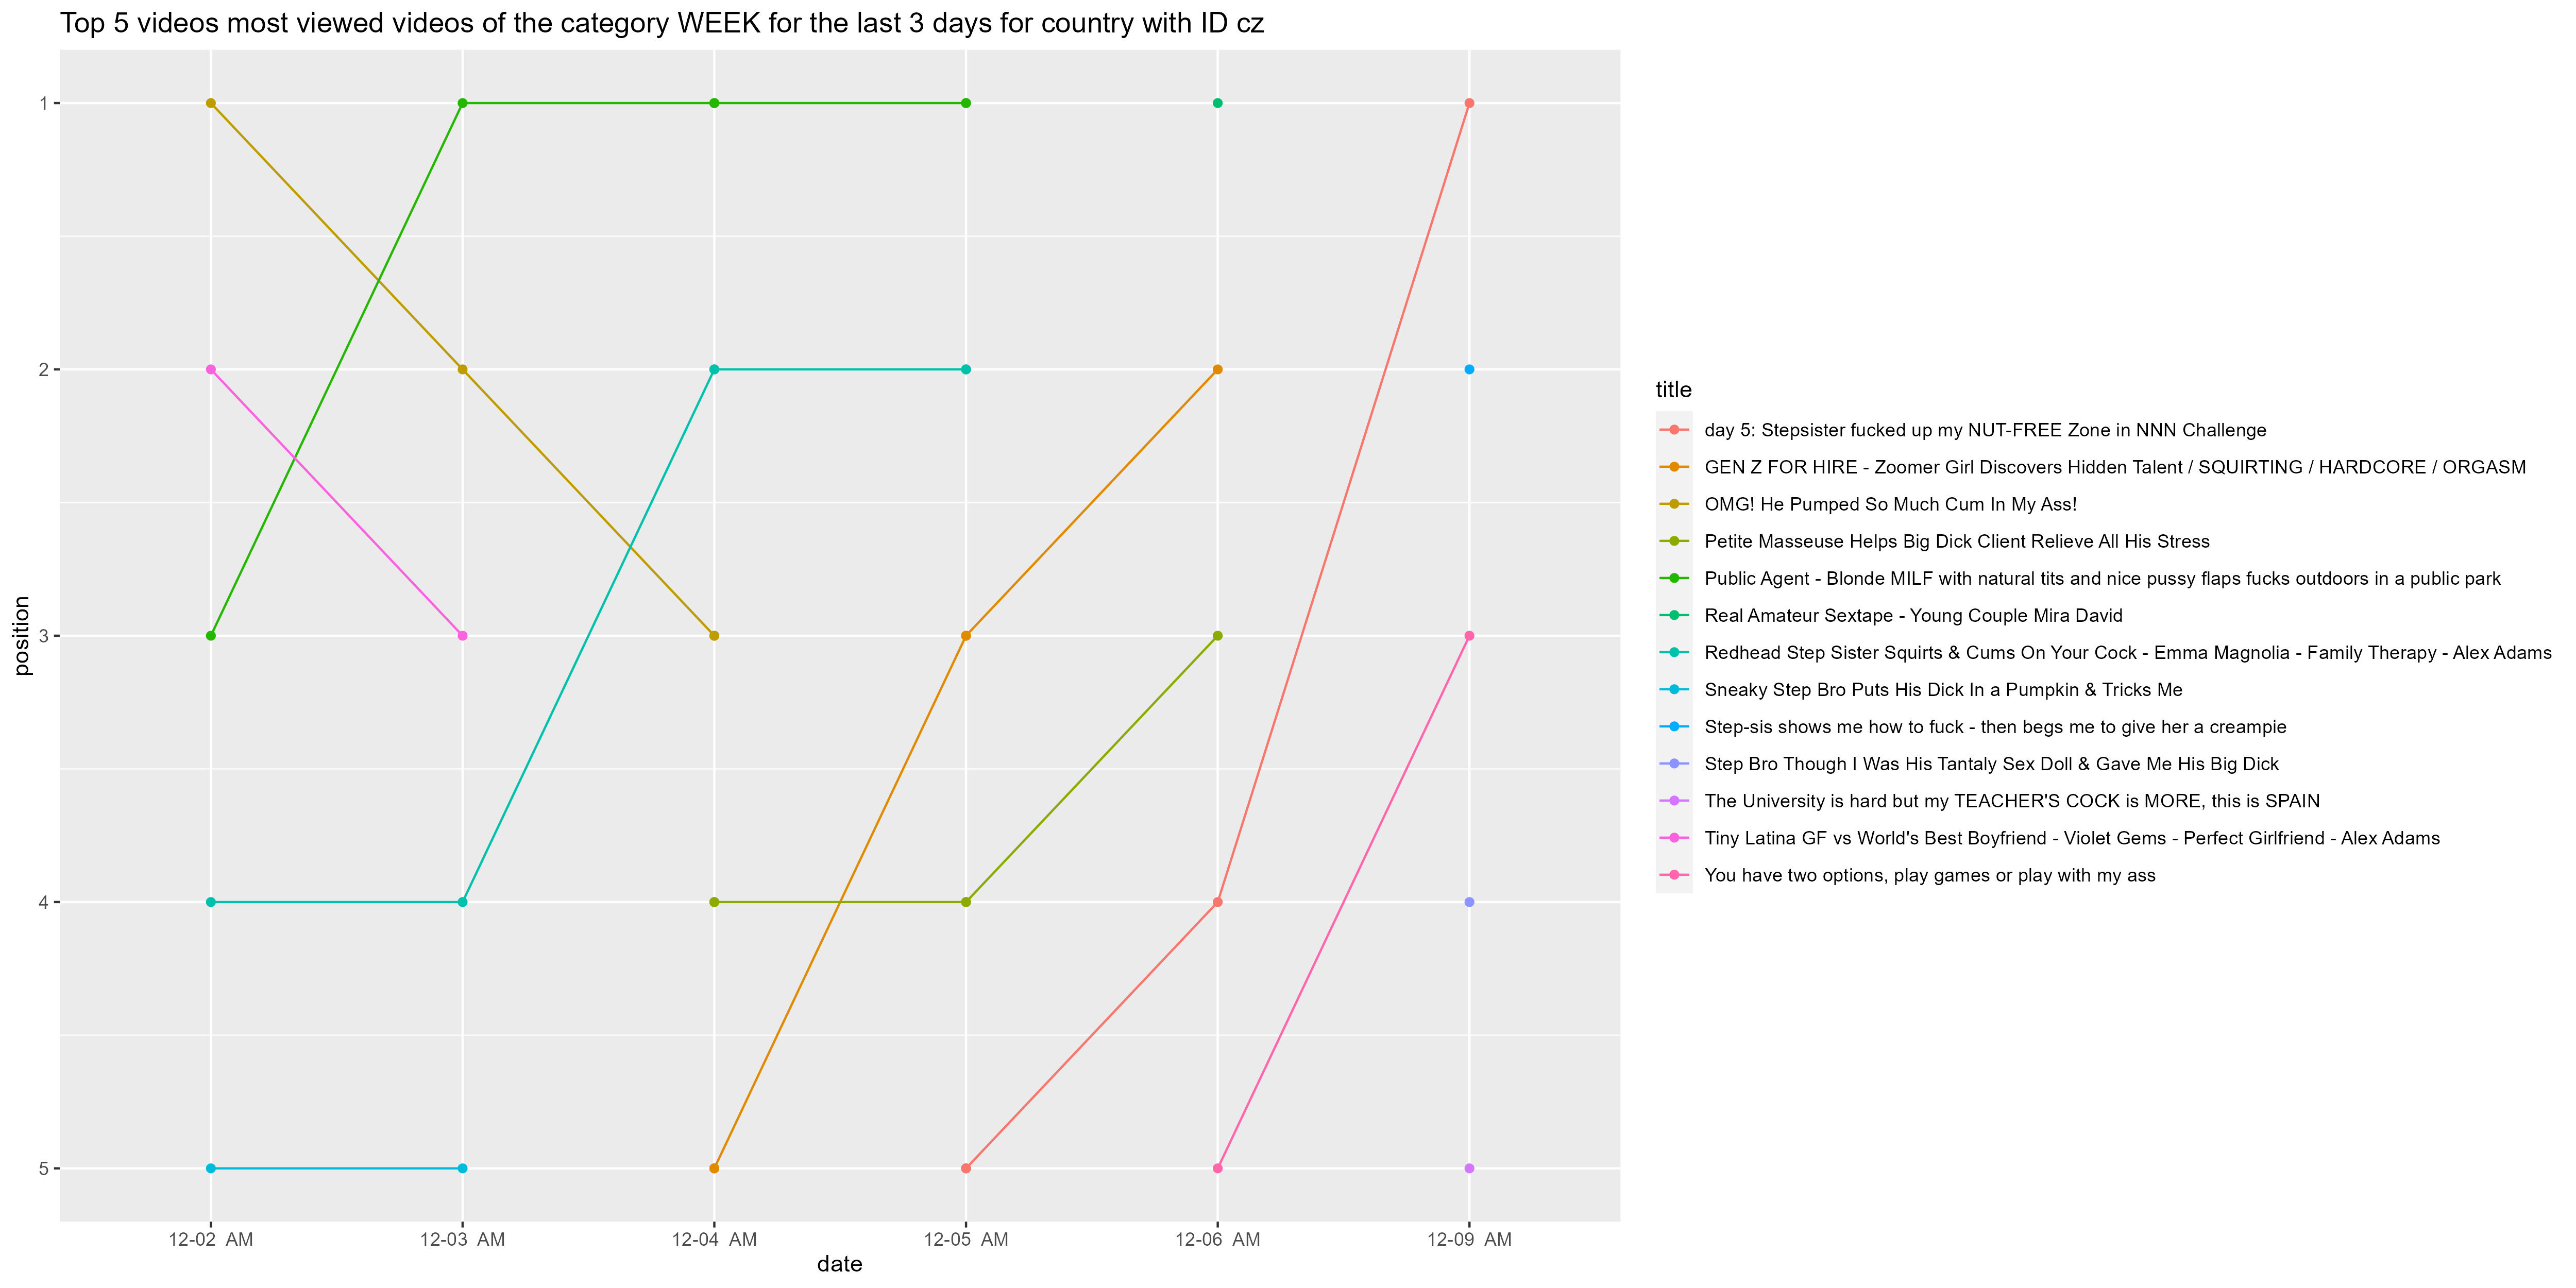 Top 5 videos most viewed videos of the category WEEK for the last 3 days for country with ID cz
position
1
2
3
4
5
12-02 AM
12-03 AM
12-04 AM
12-05 AM
12-06 AM
12-09 AM
date
title
day 5: Stepsister fucked up my NUT-FREE Zone in NNN Challenge
GEN Z FOR HIRE - Zoomer Girl Discovers Hidden Talent / SQUIRTING / HARDCORE / ORGASM
OMG! He Pumped So Much Cum In My Ass!
Petite Masseuse Helps Big Dick Client Relieve All His Stress
Public Agent - Blonde MILF with natural tits and nice pussy flaps fucks outdoors in a public park
Real Amateur Sextape - Young Couple Mira David
Redhead Step Sister Squirts & Cums On Your Cock - Emma Magnolia - Family Therapy - Alex Adams
Sneaky Step Bro Puts His Dick In a Pumpkin & Tricks Me
Step-sis shows me how to fuck - then begs me to give her a creampie
Step Bro Though I Was His Tantaly Sex Doll & Gave Me His Big Dick
The University is hard but my TEACHER'S COCK is MORE, this is SPAIN
Tiny Latina GF vs World's Best Boyfriend - Violet Gems - Perfect Girlfriend - Alex Adams
You have two options, play games or play with my ass